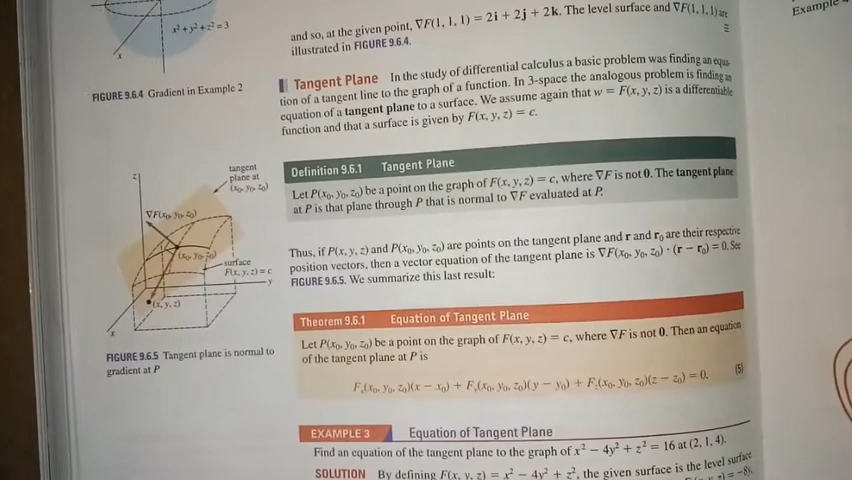 x² + y² + z² = 3
x
FIGURE 9.6.4 Gradient in Example 2
and so, at the given point, ∇F(1, 1, 1) = 2i + 2j + 2k. The level surface and ∇F(1, 1, 1) are
illustrated in FIGURE 9.6.4.
≡
Example
Tangent Plane In the study of differential calculus a basic problem was finding an equa-
tion of a tangent line to the graph of a function. In 3-space the analogous problem is finding an
equation of a tangent plane to a surface. We assume again that w = F(x, y, z) is a differentiable
function and that a surface is given by F(x, y, z) = c.
Definition 9.6.1 Tangent Plane
Let P(x₀, y₀, z₀) be a point on the graph of F(x, y, z) = c, where ∇F is not 0. The tangent plane
at P is that plane through P that is normal to ∇F evaluated at P.
z
tangent
plane at
(x₀, y₀, z₀)
∇F(x₀, y₀, z₀)
(x₀, y₀, z₀)
surface
F(x, y, z) = c
y
(x, y, z)
x
FIGURE 9.6.5 Tangent plane is normal to
gradient at P
Thus, if P(x, y, z) and P(x₀, y₀, z₀) are points on the tangent plane and r and r₀ are their respective
position vectors, then a vector equation of the tangent plane is ∇F(x₀, y₀, z₀) · (r − r₀) = 0. See
FIGURE 9.6.5. We summarize this last result:
Theorem 9.6.1 Equation of Tangent Plane
Let P(x₀, y₀, z₀) be a point on the graph of F(x, y, z) = c, where ∇F is not 0. Then an equation
of the tangent plane at P is
Fₓ(x₀, y₀, z₀)(x − x₀) + F_y(x₀, y₀, z₀)(y − y₀) + F_z(x₀, y₀, z₀)(z − z₀) = 0. (5)
EXAMPLE 3 Equation of Tangent Plane
Find an equation of the tangent plane to the graph of x² − 4y² + z² = 16 at (2, 1, 4).
SOLUTION By defining F(x, y, z) = x² − 4y² + z², the given surface is the level surface
= −8y,